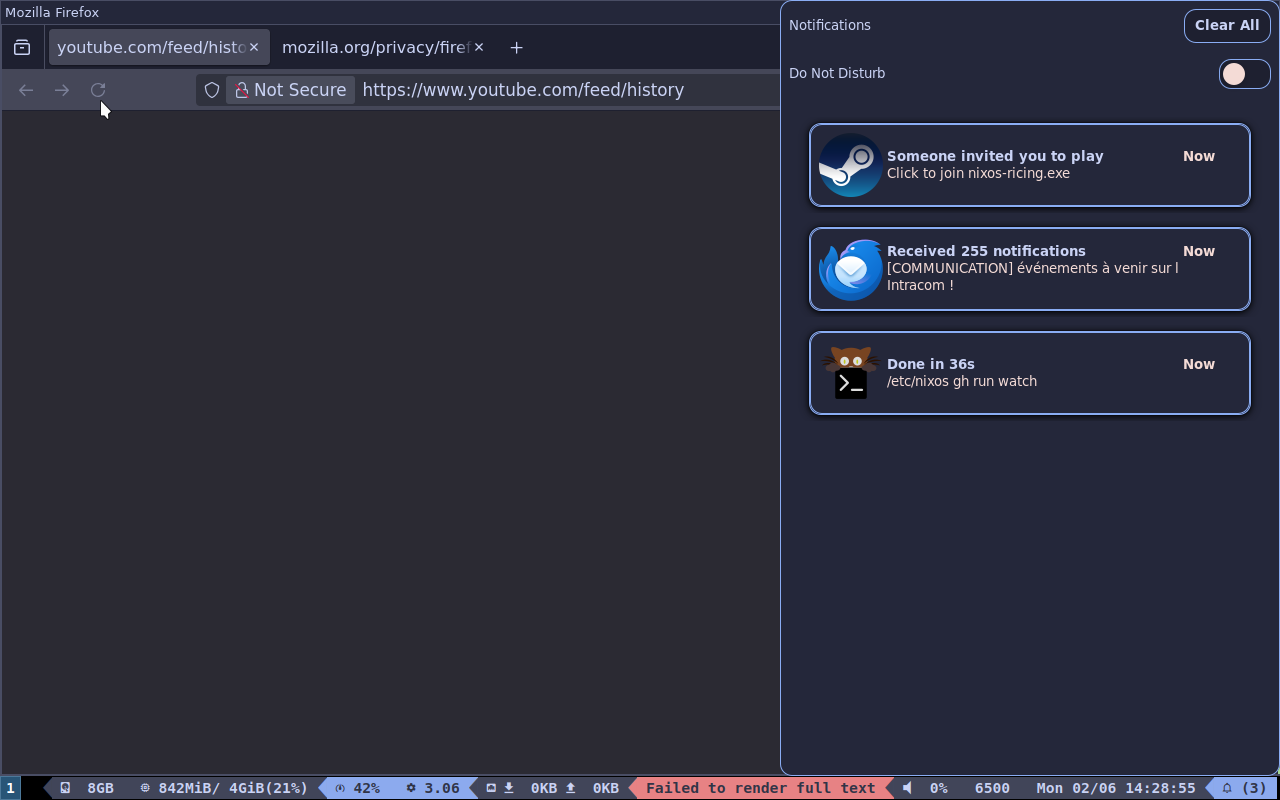 Mozilla Firefox
youtube.com/feed/histo
mozilla.org/privacy/firef
Not Secure
https://www.youtube.com/feed/history
Notifications
Clear All
Do Not Disturb
Someone invited you to play
Now
Click to join nixos-ricing.exe
Received 255 notifications
Now
[COMMUNICATION] événements à venir sur l
Intracom !
Done in 36s
Now
/etc/nixos gh run watch
1 8GB 842MiB/ 4GiB(21%) 42% 3.06 0KB 0KB Failed to render full text 0% 6500 Mon 02/06 14:28:55 (3)